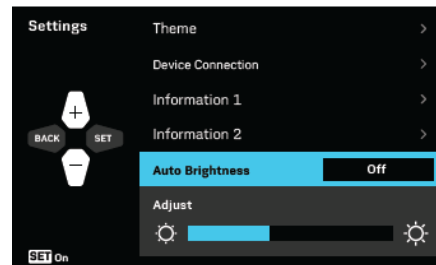 Settings
Theme
Device Connection
Information 1
Information 2
BACK SET
Auto Brightness Off
Adjust
SET On